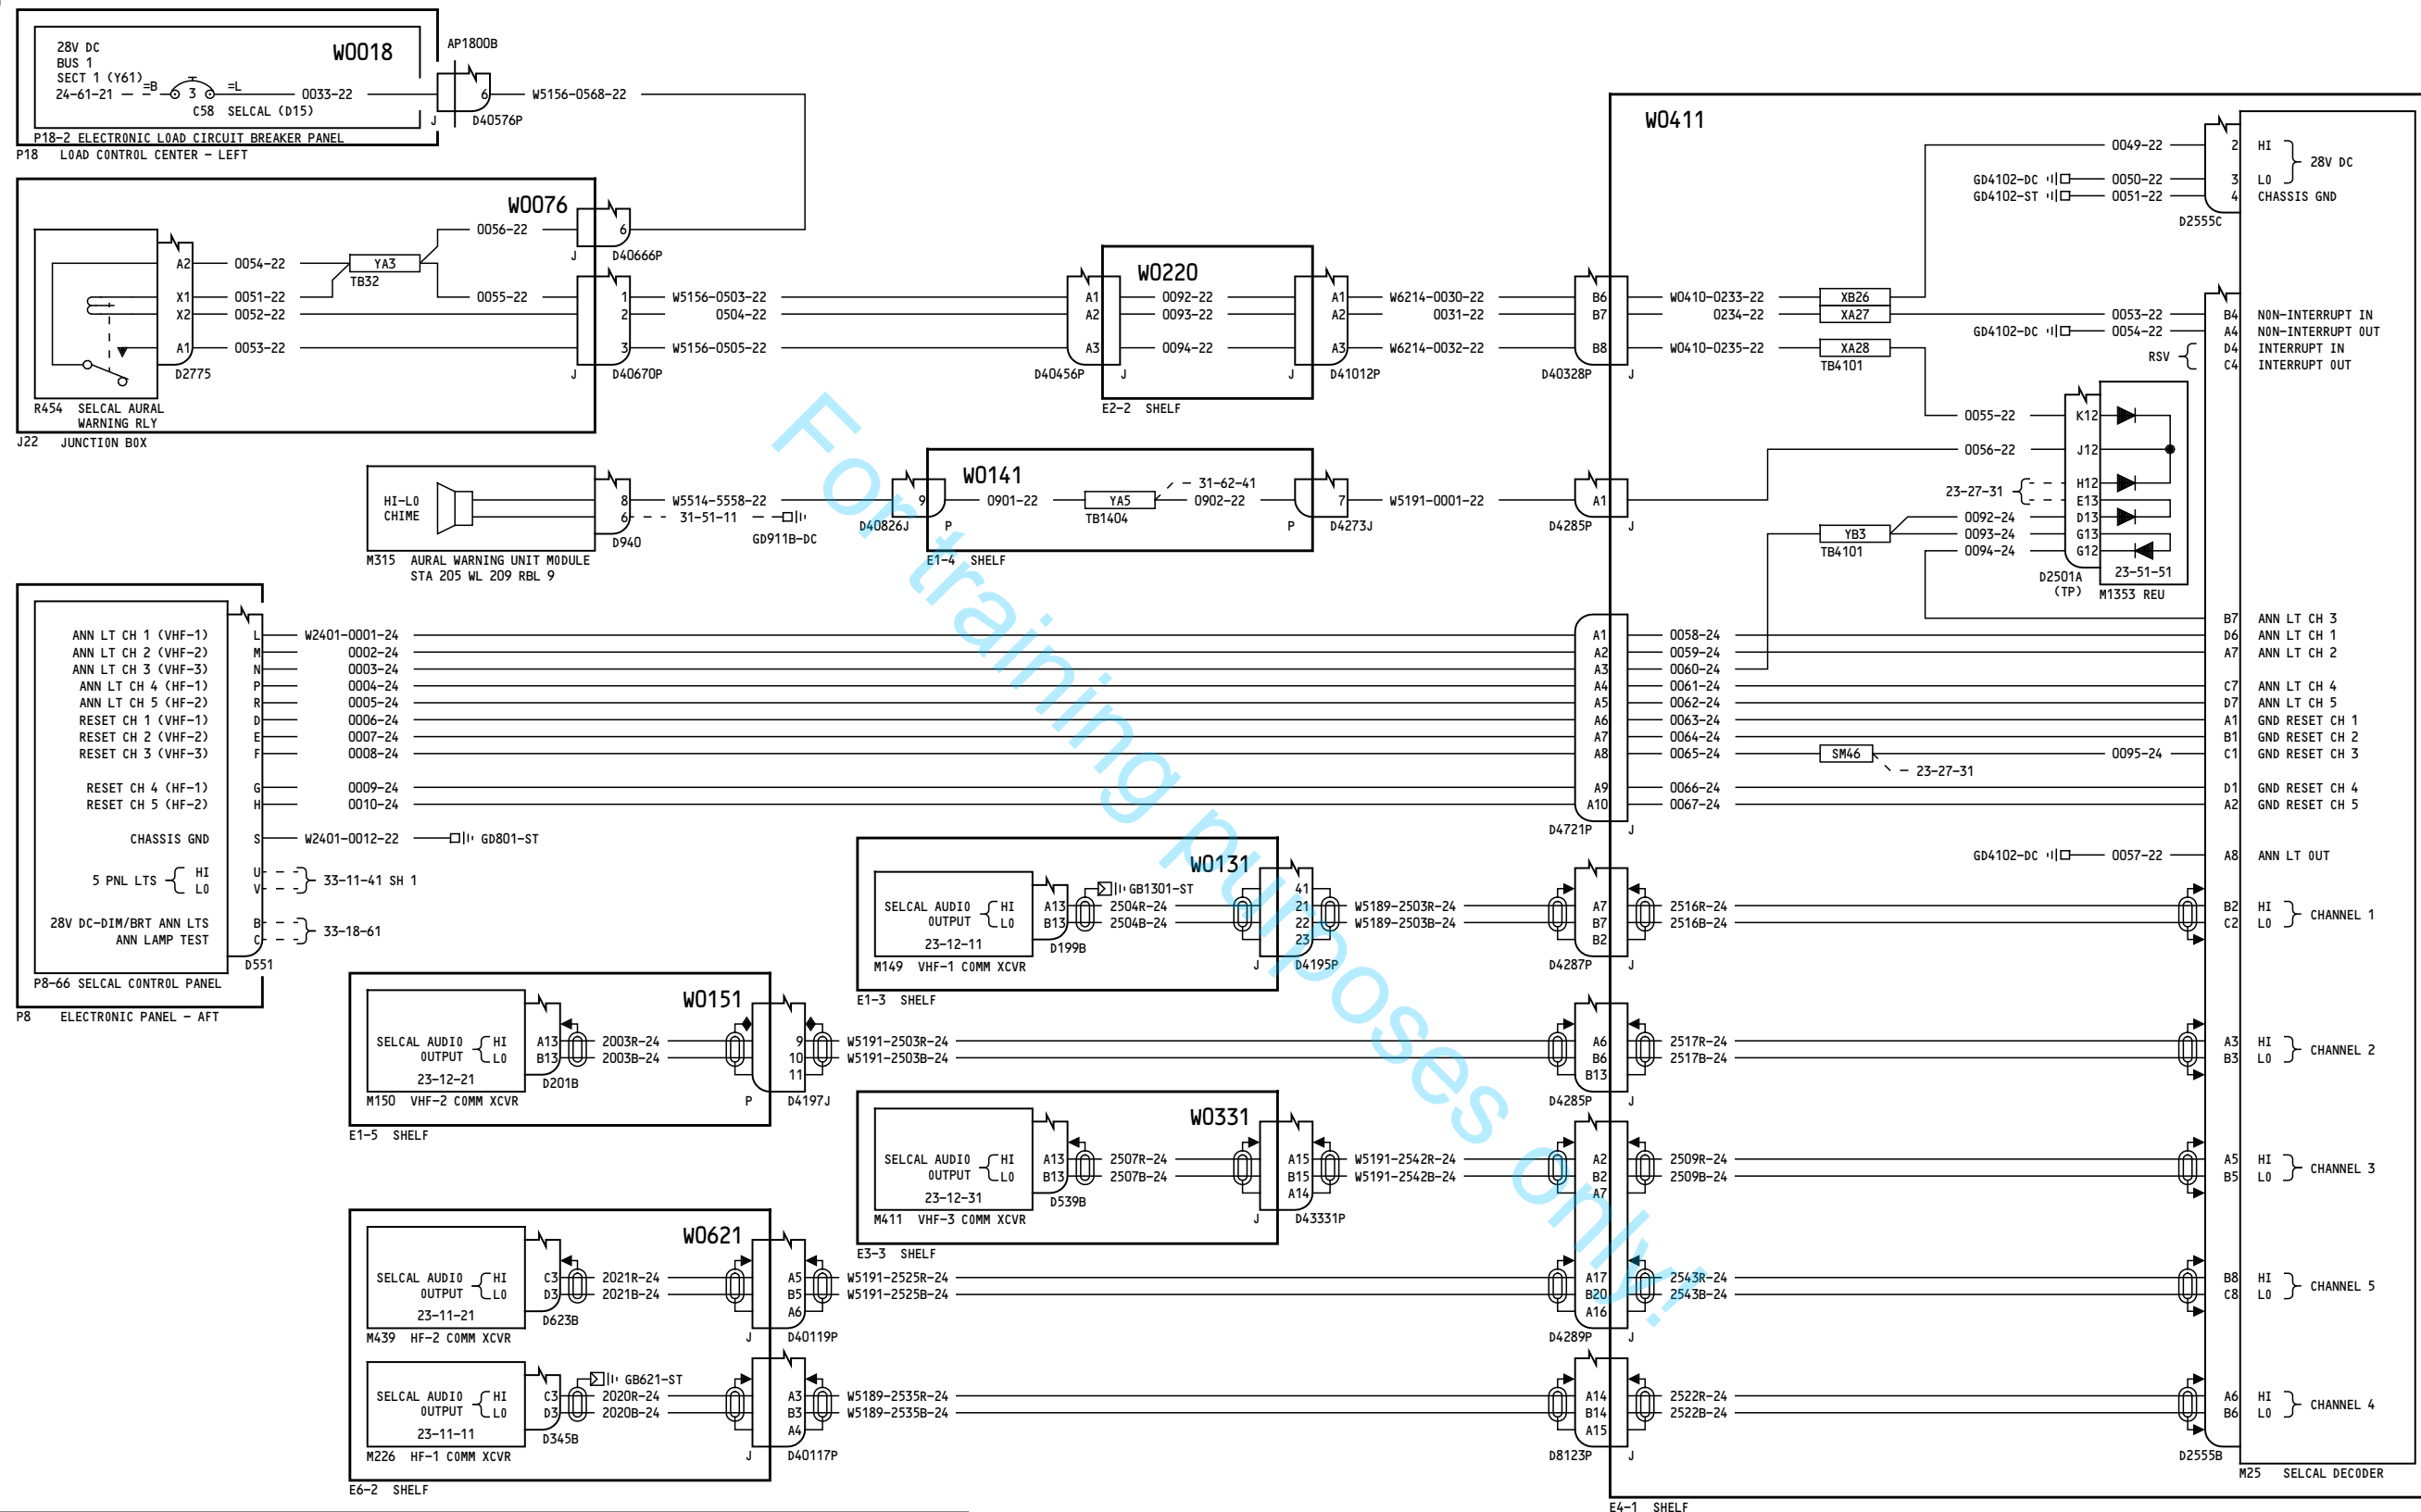 28V DC
BUS 1
SECT 1 (Y61)
24-61-21
=B
3
=L
0033-22
C58 SELCAL (D15)
W0018
P18-2 ELECTRONIC LOAD CIRCUIT BREAKER PANEL
P18 LOAD CONTROL CENTER - LEFT
AP1800B
6
J
D40576P
W5156-0568-22
W0076
0056-22
6
J
D40666P
A2 0054-22 YA3
TB32
X1 0051-22 0055-22 1 W5156-0503-22
X2 0052-22 2 0504-22
A1 0053-22 3 W5156-0505-22
D2775
J D40670P
R454 SELCAL AURAL
WARNING RLY
J22 JUNCTION BOX
W0220
A1 0092-22 A1 W6214-0030-22
A2 0093-22 A2 0031-22
A3 0094-22 A3 W6214-0032-22
D40456P J J D41012P
E2-2 SHELF
W0411
B6 W0410-0233-22 XB26
B7 0234-22 XA27
B8 W0410-0235-22 XA28
D40328P J TB4101
0049-22 2 HI
28V DC
GD4102-DC 0050-22 3 LO
GD4102-ST 0051-22 4 CHASSIS GND
D2555C
0053-22 B4 NON-INTERRUPT IN
GD4102-DC 0054-22 A4 NON-INTERRUPT OUT
RSV
D4 INTERRUPT IN
C4 INTERRUPT OUT
0055-22 K12
0056-22 J12
23-27-31
H12
E13
0092-24 D13
YB3 0093-24 G13
TB4101 0094-24 G12
23-51-51
D2501A
(TP)
M1353 REU
HI-LO
CHIME
8 W5514-5558-22
6 31-51-11
GD911B-DC
D940
M315 AURAL WARNING UNIT MODULE
STA 205 WL 209 RBL 9
W0141
31-62-41
9 0901-22 YA5 0902-22 7 W5191-0001-22 A1
TB1404
D40826J P P D4273J D4285P J
E1-4 SHELF
ANN LT CH 1 (VHF-1) L W2401-0001-24 A1 0058-24
ANN LT CH 2 (VHF-2) M 0002-24 A2 0059-24
ANN LT CH 3 (VHF-3) N 0003-24 A3 0060-24
ANN LT CH 4 (HF-1) P 0004-24 A4 0061-24
ANN LT CH 5 (HF-2) R 0005-24 A5 0062-24
RESET CH 1 (VHF-1) D 0006-24 A6 0063-24
RESET CH 2 (VHF-2) E 0007-24 A7 0064-24
RESET CH 3 (VHF-3) F 0008-24 A8 0065-24 SM46 0095-24
23-27-31
RESET CH 4 (HF-1) G 0009-24 A9 0066-24
RESET CH 5 (HF-2) H 0010-24 A10 0067-24
D4721P J
CHASSIS GND S W2401-0012-22 GD801-ST
5 PNL LTS HI U 33-11-41 SH 1
LO V
28V DC-DIM/BRT ANN LTS B 33-18-61
ANN LAMP TEST C
D551
P8-66 SELCAL CONTROL PANEL
P8 ELECTRONIC PANEL - AFT
B7 ANN LT CH 3
D6 ANN LT CH 1
A7 ANN LT CH 2
C7 ANN LT CH 4
D7 ANN LT CH 5
A1 GND RESET CH 1
B1 GND RESET CH 2
C1 GND RESET CH 3
D1 GND RESET CH 4
A2 GND RESET CH 5
GD4102-DC 0057-22 A8 ANN LT OUT
W0131
GB1301-ST 41
SELCAL AUDIO HI A13 2504R-24 21 W5189-2503R-24 A7 2516R-24 B2 HI
OUTPUT LO B13 2504B-24 22 W5189-2503B-24 B7 2516B-24 C2 LO
CHANNEL 1
23-12-11 23 B2
D199B
M149 VHF-1 COMM XCVR J D4195P D4287P J
E1-3 SHELF
W0151
SELCAL AUDIO HI A13 2003R-24 9 W5191-2503R-24 A6 2517R-24 A3 HI
OUTPUT LO B13 2003B-24 10 W5191-2503B-24 B6 2517B-24 B3 LO
CHANNEL 2
23-12-21 11 B13
D201B
M150 VHF-2 COMM XCVR P D4197J D4285P J
E1-5 SHELF
W0331
SELCAL AUDIO HI A13 2507R-24 A15 W5191-2542R-24 A2 2509R-24 A5 HI
OUTPUT LO B13 2507B-24 B15 W5191-2542B-24 B2 2509B-24 B5 LO
CHANNEL 3
23-12-31 A14 A7
D539B
M411 VHF-3 COMM XCVR J D43331P
E3-3 SHELF
W0621
SELCAL AUDIO HI C3 2021R-24 A5 W5191-2525R-24 A17 2543R-24 B8 HI
OUTPUT LO D3 2021B-24 B5 W5191-2525B-24 B20 2543B-24 C8 LO
CHANNEL 5
23-11-21 A6 A16
D623B
M439 HF-2 COMM XCVR J D40119P D4289P J
GB621-ST
SELCAL AUDIO HI C3 2020R-24 A3 W5189-2535R-24 A14 2522R-24 A6 HI
OUTPUT LO D3 2020B-24 B3 W5189-2535B-24 B14 2522B-24 B6 LO
CHANNEL 4
23-11-11 A4 A15
D345B
M226 HF-1 COMM XCVR J D40117P D8123P J D2555B
E6-2 SHELF
M25 SELCAL DECODER
E4-1 SHELF
For training purposes only!